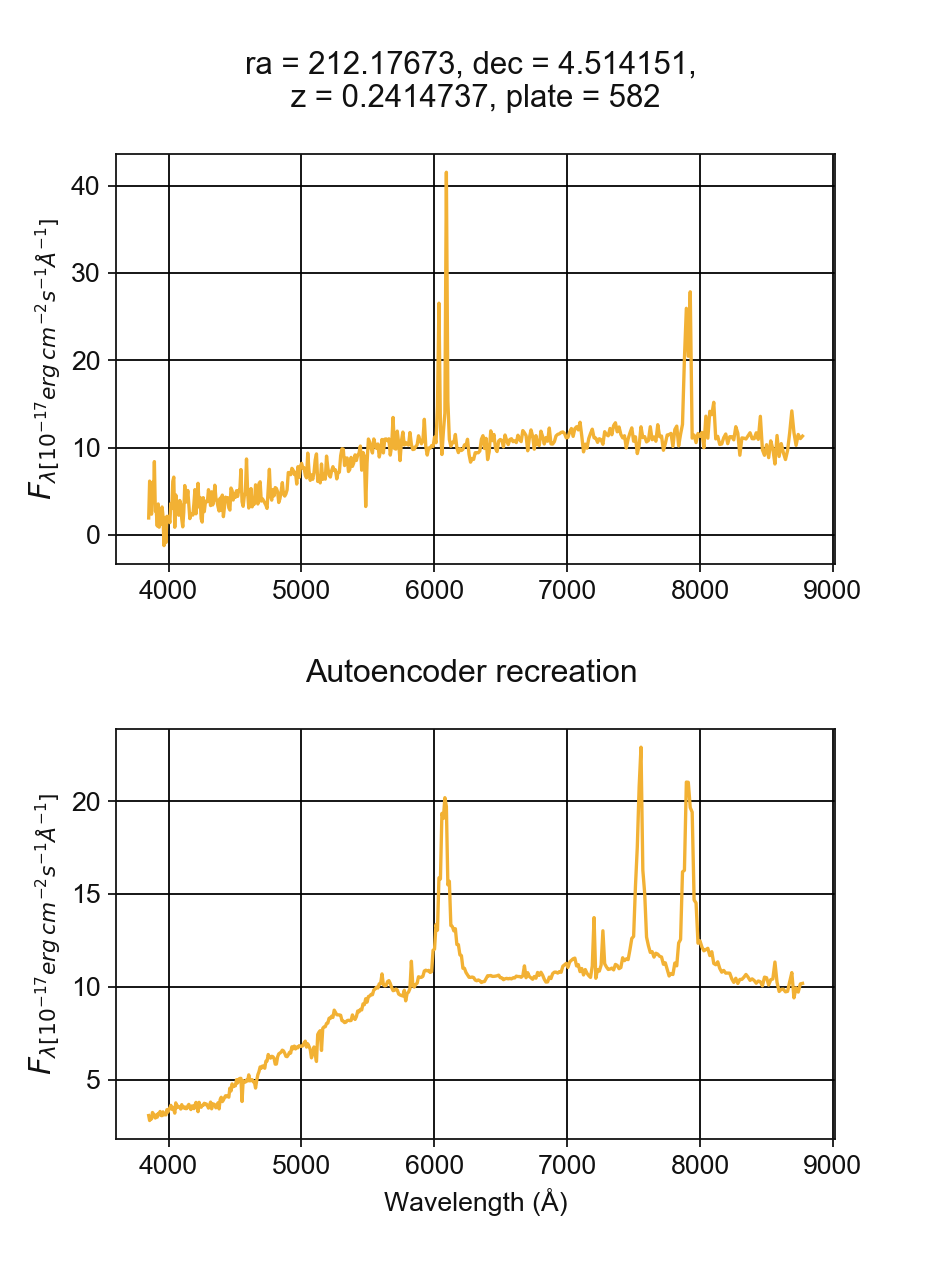 ra = 212.17673, dec = 4.514151,
z = 0.2414737, plate = 582
F_λ[10⁻¹⁷ erg cm⁻² s⁻¹ Å⁻¹]
40
30
20
10
0
4000 5000 6000 7000 8000 9000
Autoencoder recreation
F_λ[10⁻¹⁷ erg cm⁻² s⁻¹ Å⁻¹]
20
15
10
5
4000 5000 6000 7000 8000 9000
Wavelength (Å)